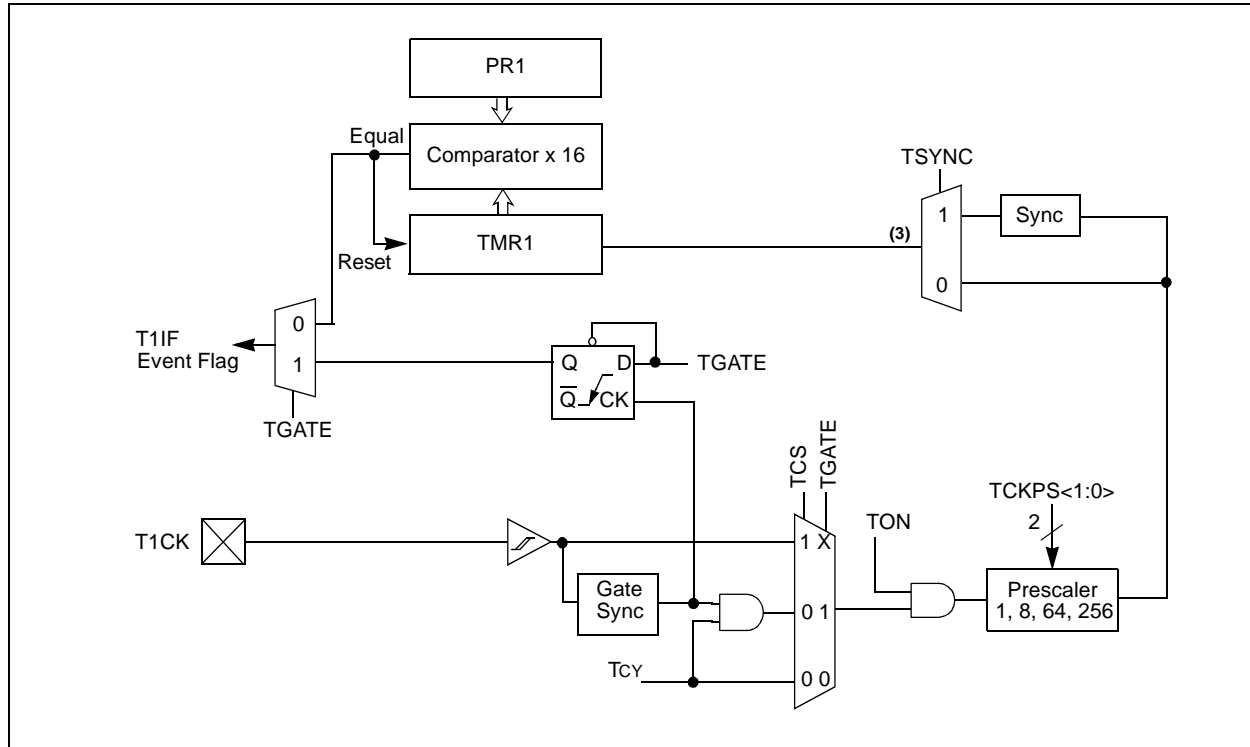 PR1
Equal
Comparator x 16
TSYNC
1
Sync
(3)
TMR1
Reset
0
0
T1IF
Event Flag
1
Q
D
TGATE
Q̅
CK
TGATE
TCS
TGATE
TCKPS<1:0>
2
TON
T1CK
1 X
Gate
Sync
0 1
Prescaler
1, 8, 64, 256
TCY
0 0